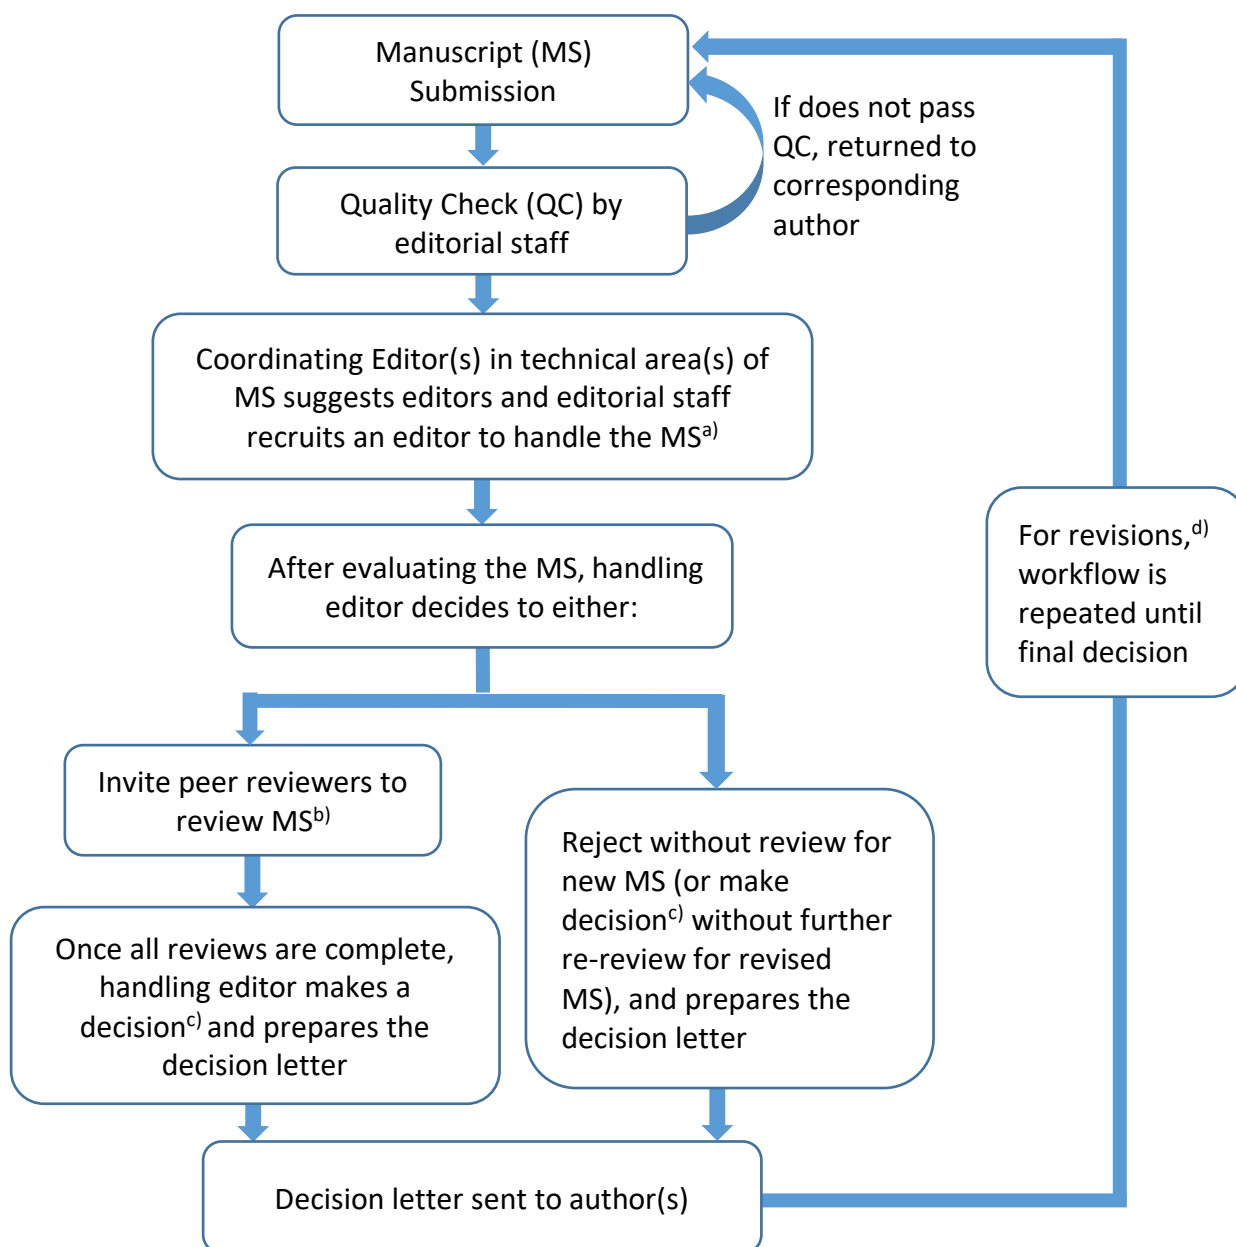 Manuscript (MS)
Submission
If does not pass
QC, returned to
corresponding
author
Quality Check (QC) by
editorial staff
Coordinating Editor(s) in technical area(s) of
MS suggests editors and editorial staff
recruits an editor to handle the MSa)
After evaluating the MS, handling
editor decides to either:
For revisions,d)
workflow is
repeated until
final decision
Invite peer reviewers to
review MSb)
Reject without review for
new MS (or make
decisionc) without further
re-review for revised
MS), and prepares the
decision letter
Once all reviews are complete,
handling editor makes a
decisionc) and prepares the
decision letter
Decision letter sent to author(s)